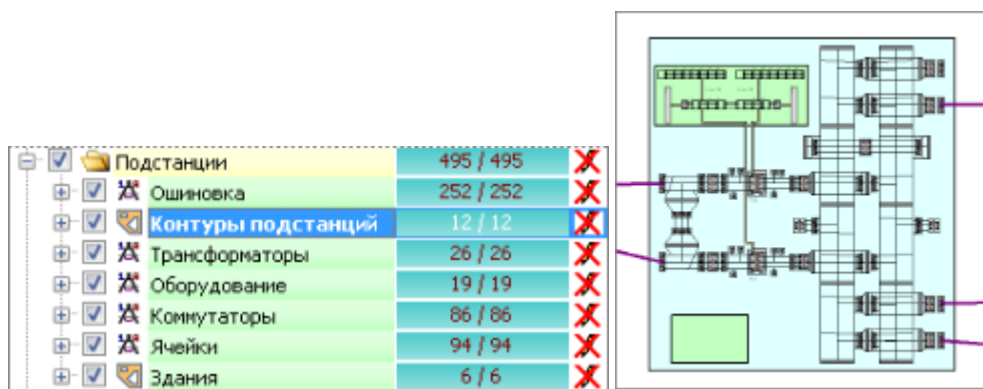 Подстанции 495 / 495
Ошиновка 252 / 252
Контуры подстанций 12 / 12
Трансформаторы 26 / 26
Оборудование 19 / 19
Коммутаторы 86 / 86
Ячейки 94 / 94
Здания 6 / 6